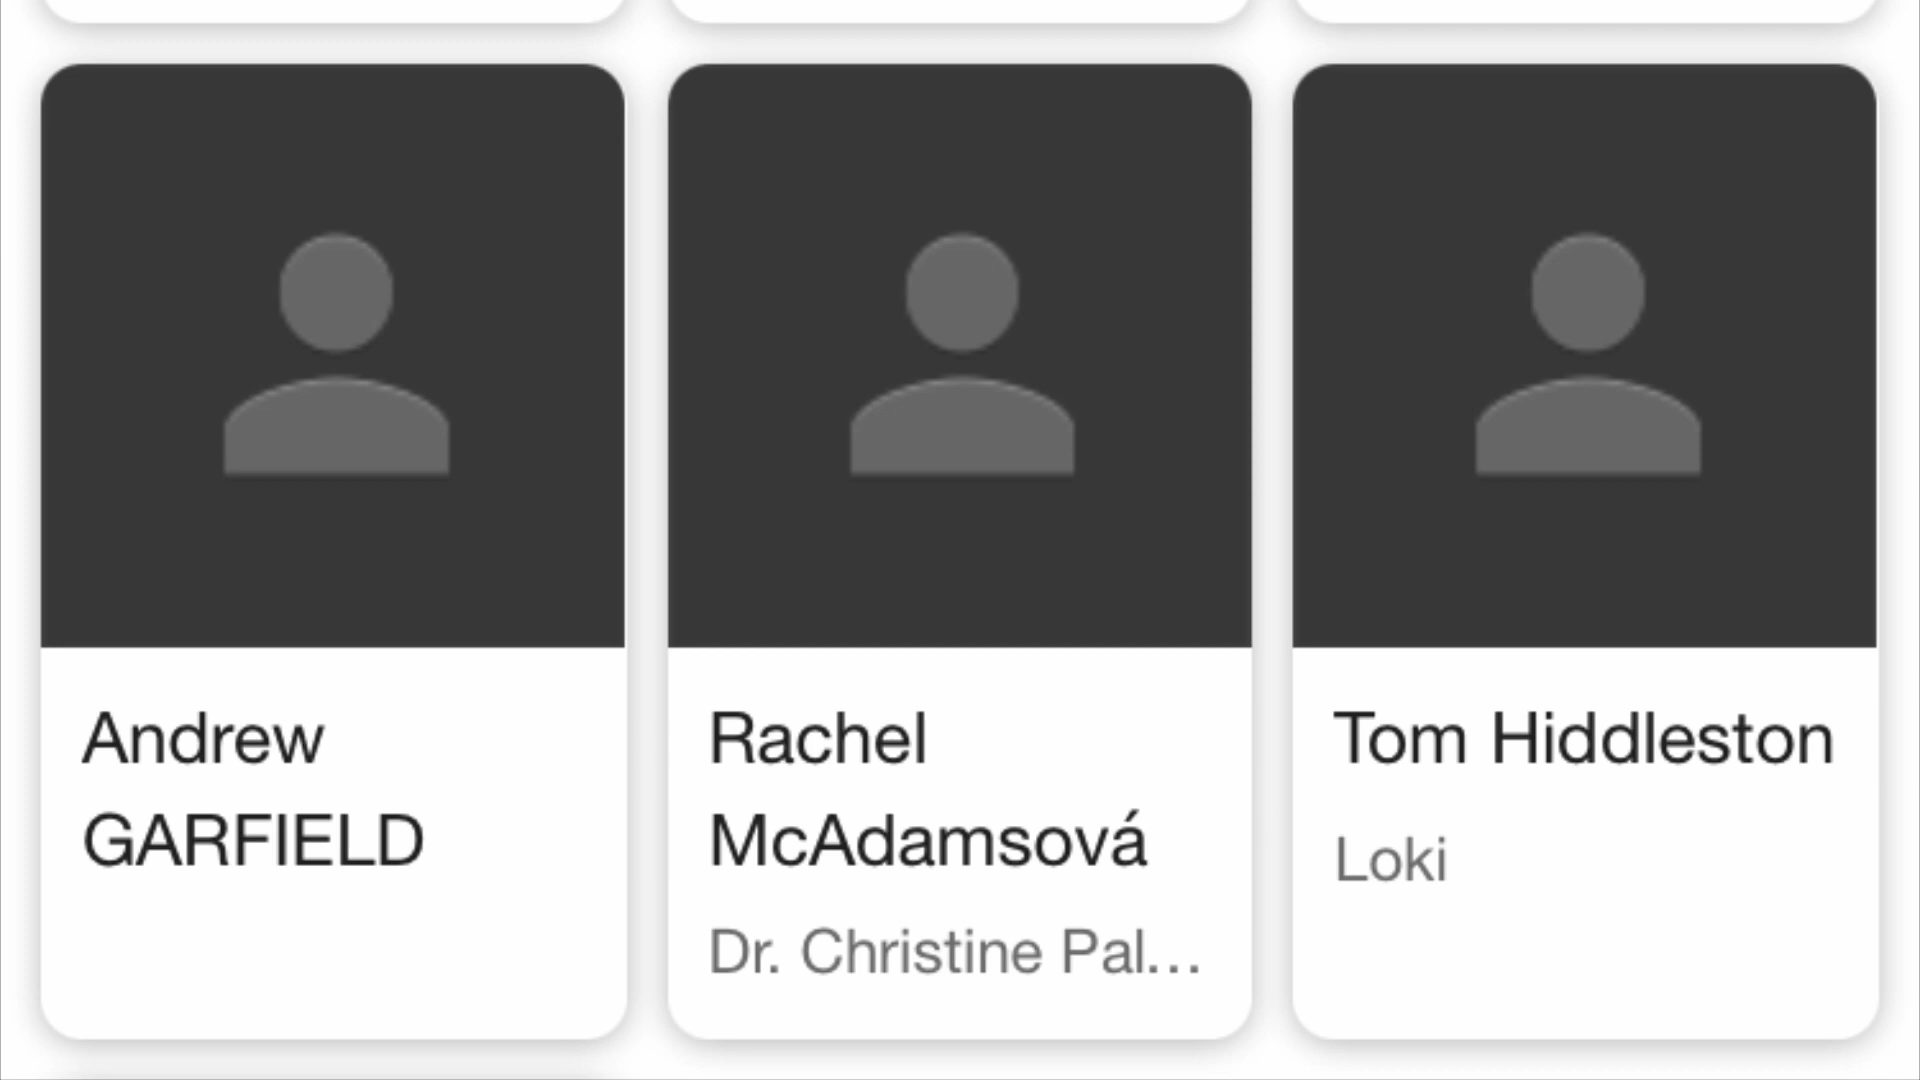 Andrew
GARFIELD
Rachel
McAdamsová
Dr. Christine Pal...
Tom Hiddleston
Loki